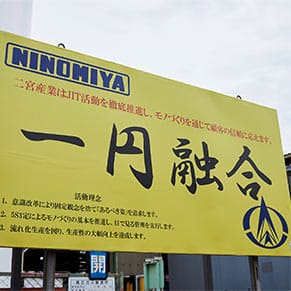 NINOMIYA
二宮産業はJIT活動を徹底推進し、モノづくりを通じて顧客の信頼に応えます。
一円融合
活動理念
1. 意識改革により固定観念を捨て「あるべき姿」を追求します。
2. 5S3定によるモノづくりの基本を推進し、目で見る管理を実行します。
3. 流れ化生産を図り、生産性の大幅向上を達成します。